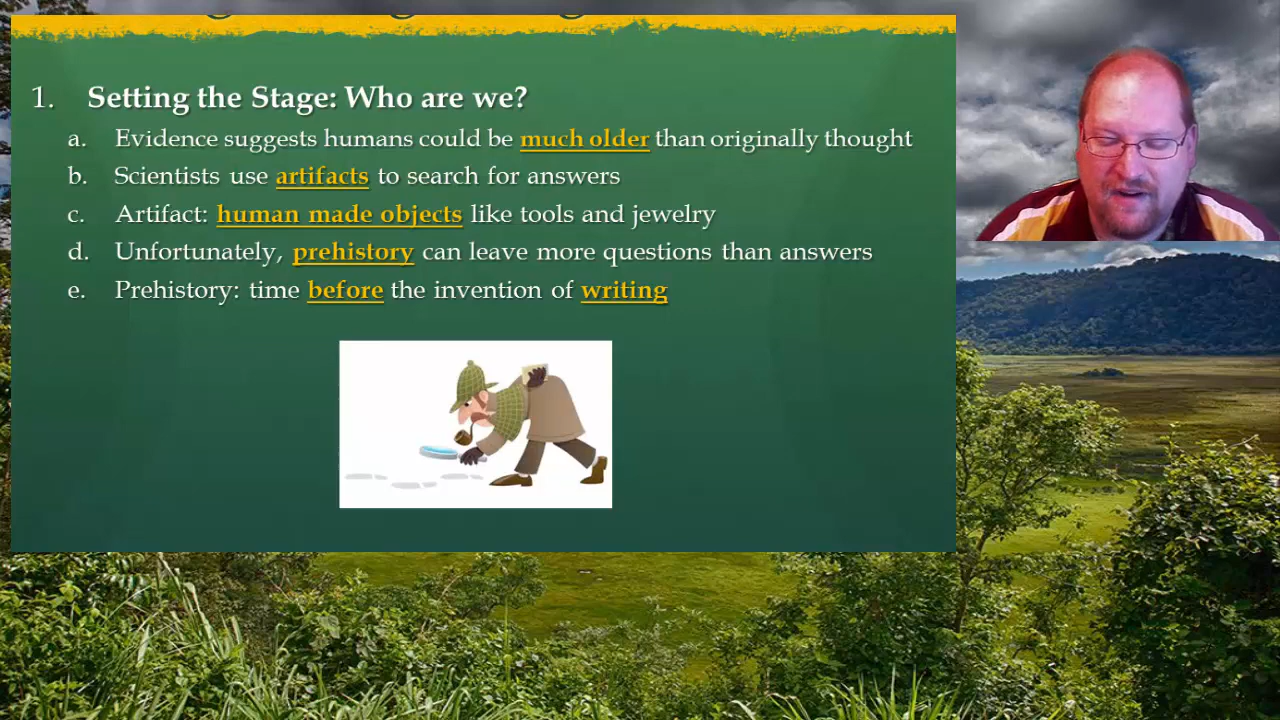 1. Setting the Stage: Who are we?
a. Evidence suggests humans could be much older than originally thought
b. Scientists use artifacts to search for answers
c. Artifact: human made objects like tools and jewelry
d. Unfortunately, prehistory can leave more questions than answers
e. Prehistory: time before the invention of writing